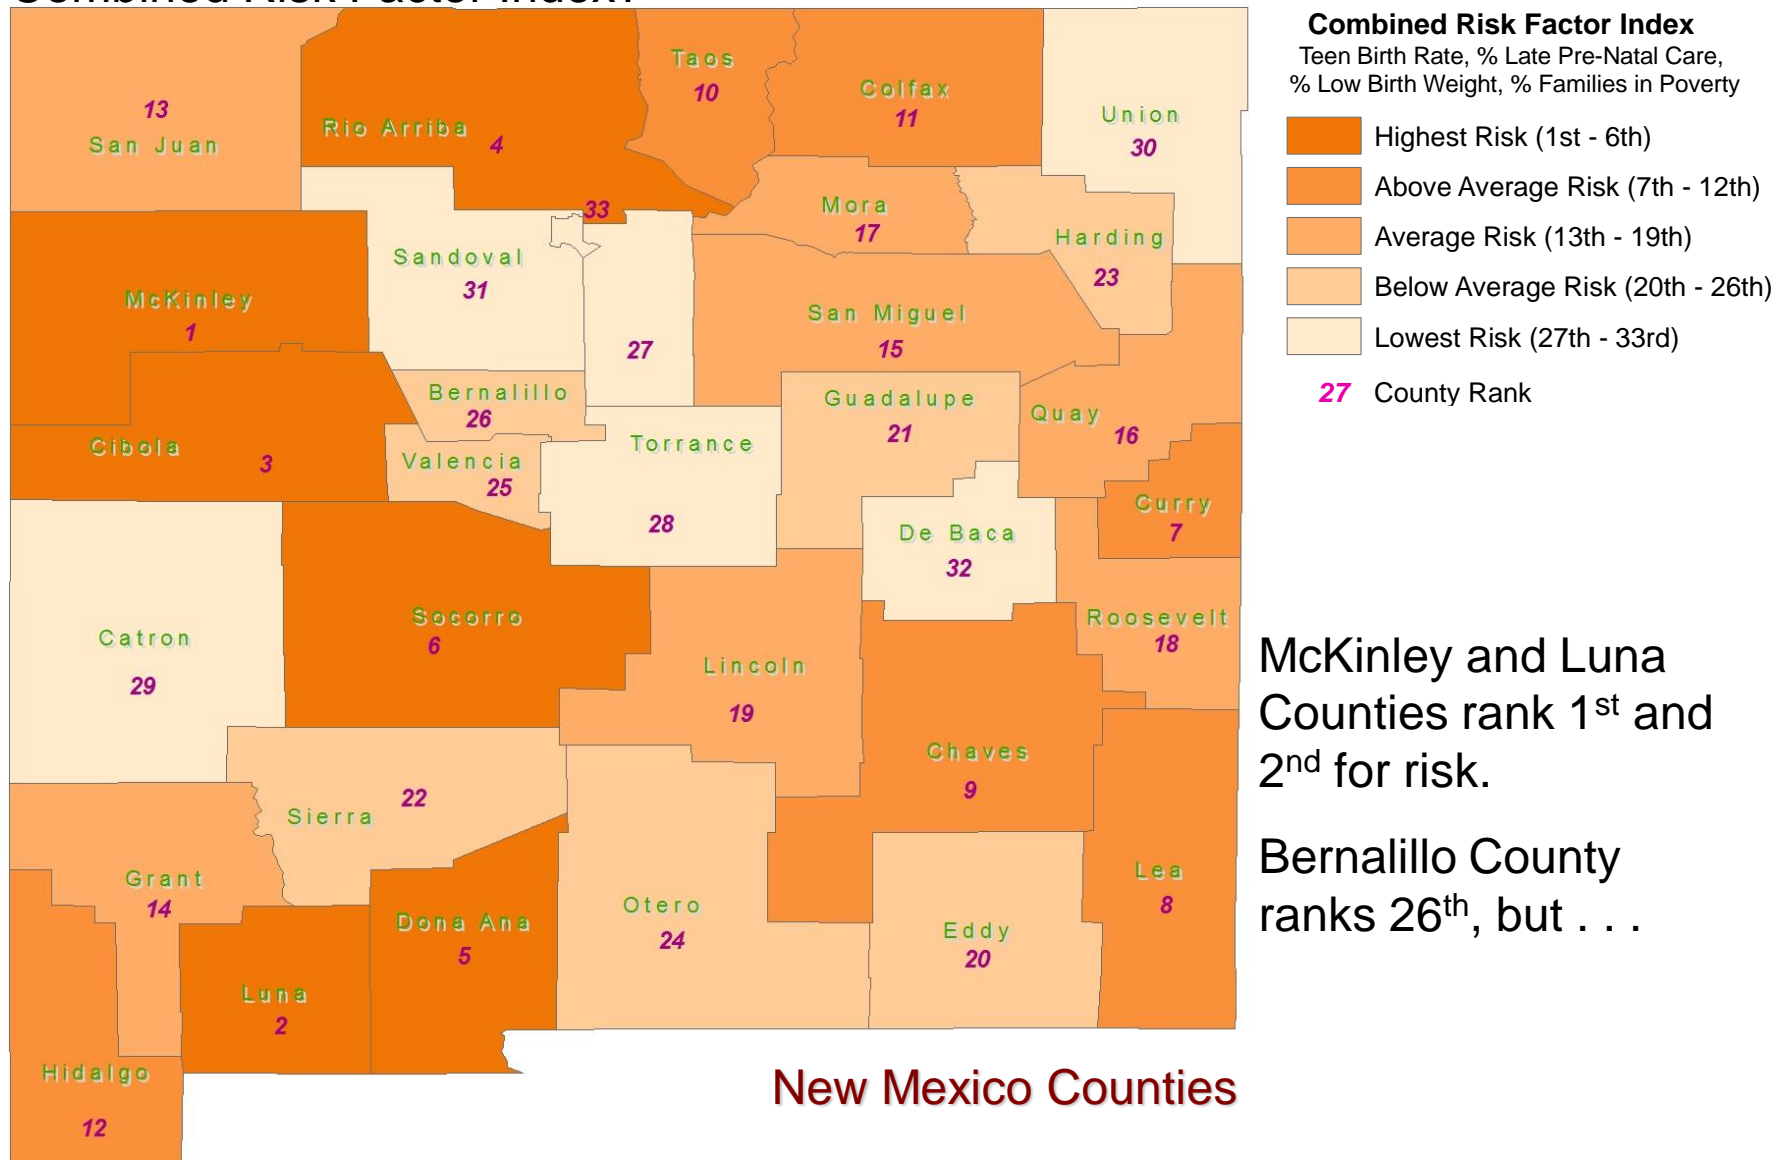 Combined Risk Factor Index?
Combined Risk Factor Index
Teen Birth Rate, % Late Pre-Natal Care,
% Low Birth Weight, % Families in Poverty
Highest Risk (1st - 6th)
Above Average Risk (7th - 12th)
Average Risk (13th - 19th)
Below Average Risk (20th - 26th)
Lowest Risk (27th - 33rd)
27 County Rank
13
San Juan
Rio Arriba
4
Taos
10
Colfax
11
Union
30
33
Mora
17
Harding
23
Sandoval
31
McKinley
1
27
San Miguel
15
Bernalillo
26
Guadalupe
21
Quay
16
Cibola
3
Valencia
25
Torrance
28
Curry
7
De Baca
32
Catron
29
Socorro
6
Roosevelt
18
Lincoln
19
Chaves
9
Sierra
22
Grant
14
Dona Ana
5
Otero
24
Eddy
20
Lea
8
Luna
2
Hidalgo
12
McKinley and Luna
Counties rank 1st and
2nd for risk.
Bernalillo County
ranks 26th, but . . .
New Mexico Counties